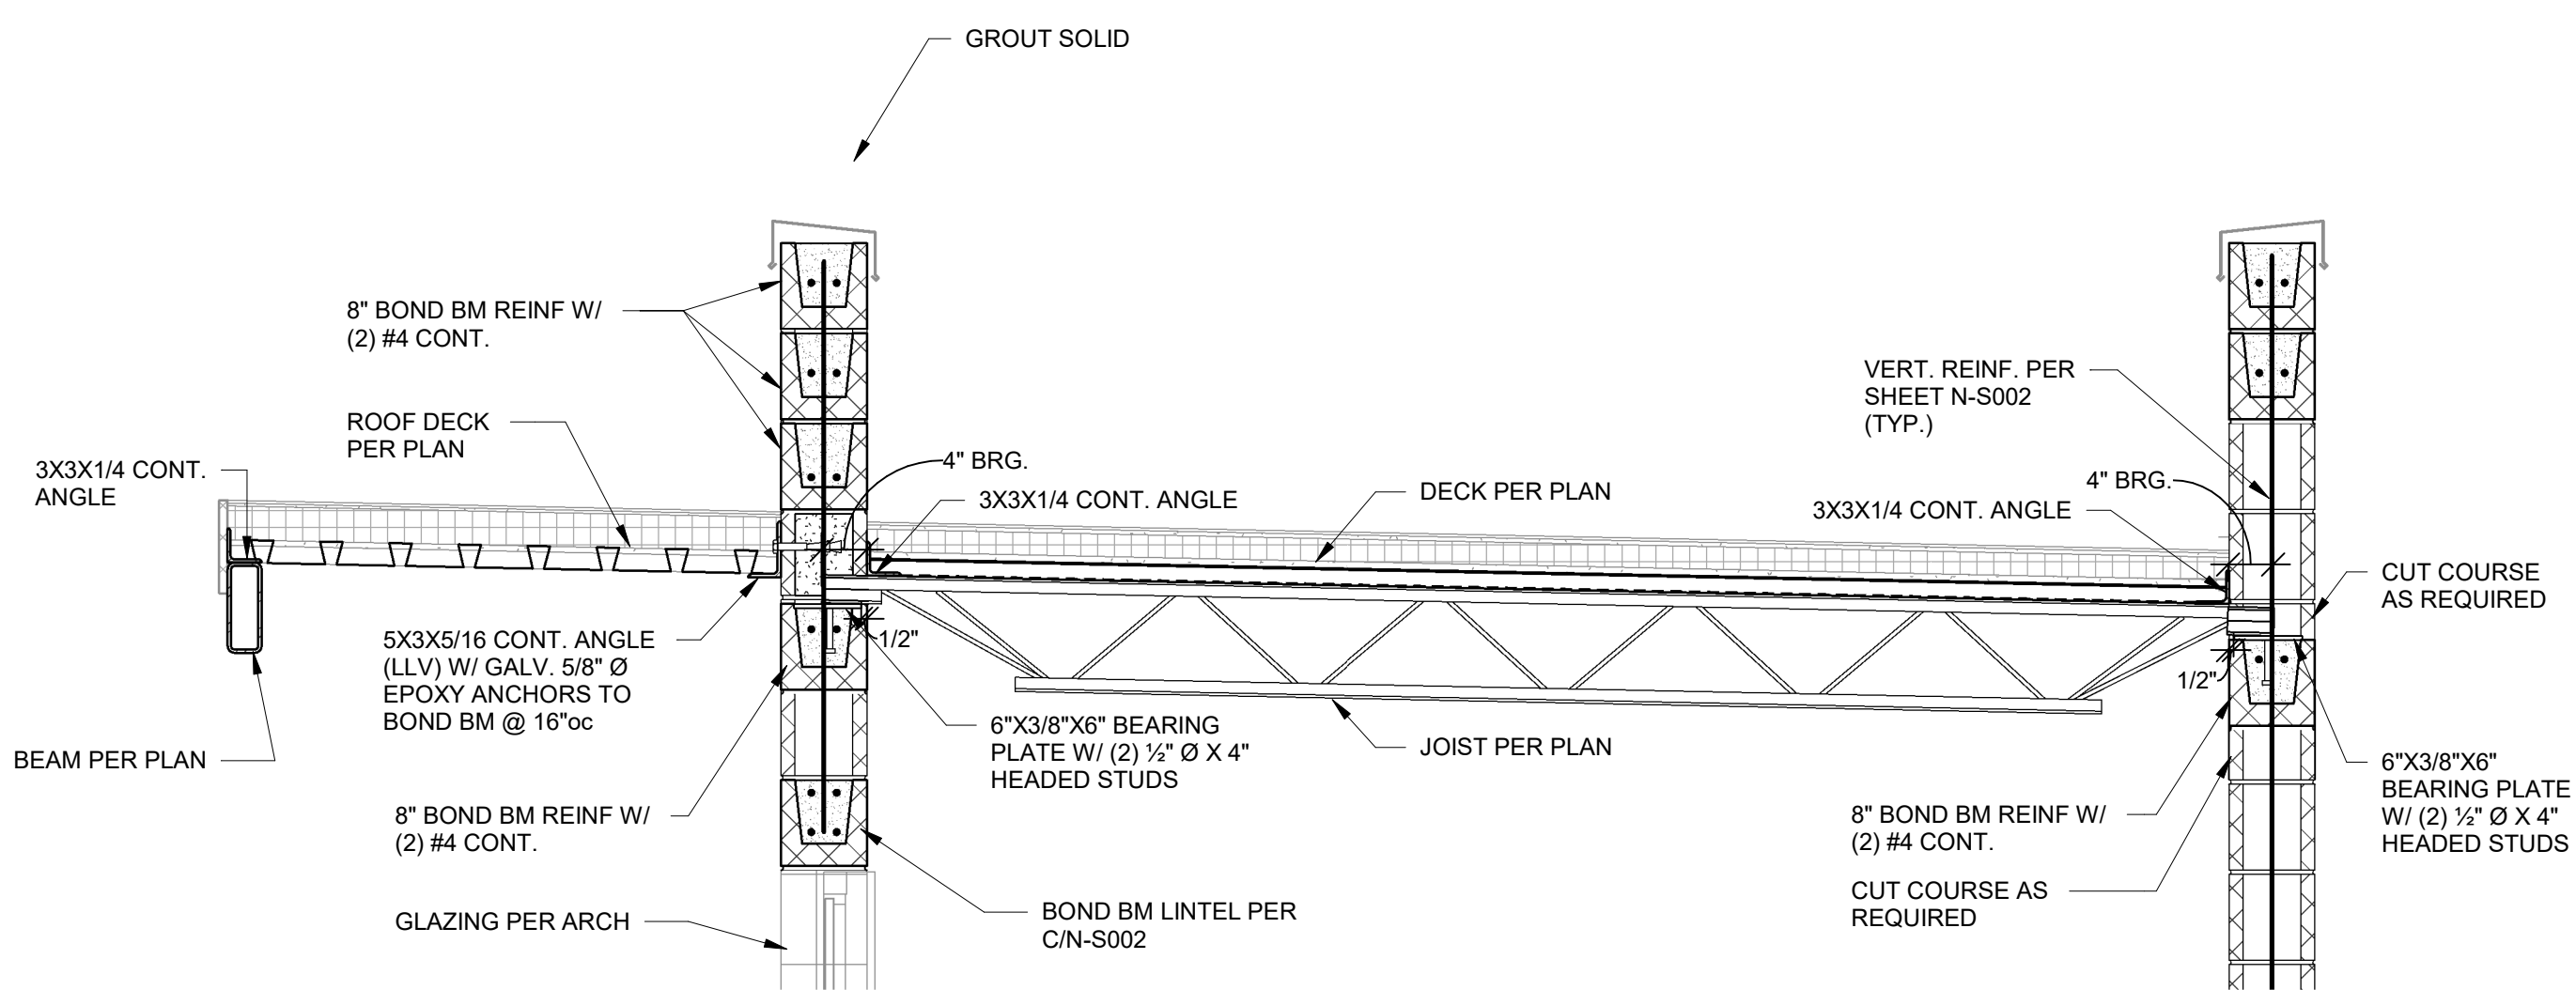 GROUT SOLID
8" BOND BM REINF W/
(2) #4 CONT.
ROOF DECK
PER PLAN
3X3X1/4 CONT.
ANGLE
4" BRG.
3X3X1/4 CONT. ANGLE
DECK PER PLAN
VERT. REINF. PER
SHEET N-S002
(TYP.)
4" BRG.
3X3X1/4 CONT. ANGLE
CUT COURSE
AS REQUIRED
5X3X5/16 CONT. ANGLE
(LLV) W/ GALV. 5/8" Ø
EPOXY ANCHORS TO
BOND BM @ 16"oc
1/2"
1/2"
BEAM PER PLAN
6"X3/8"X6" BEARING
PLATE W/ (2) ½" Ø X 4"
HEADED STUDS
JOIST PER PLAN
6"X3/8"X6"
BEARING PLATE
W/ (2) ½" Ø X 4"
HEADED STUDS
8" BOND BM REINF W/
(2) #4 CONT.
8" BOND BM REINF W/
(2) #4 CONT.
GLAZING PER ARCH
BOND BM LINTEL PER
C/N-S002
CUT COURSE AS
REQUIRED